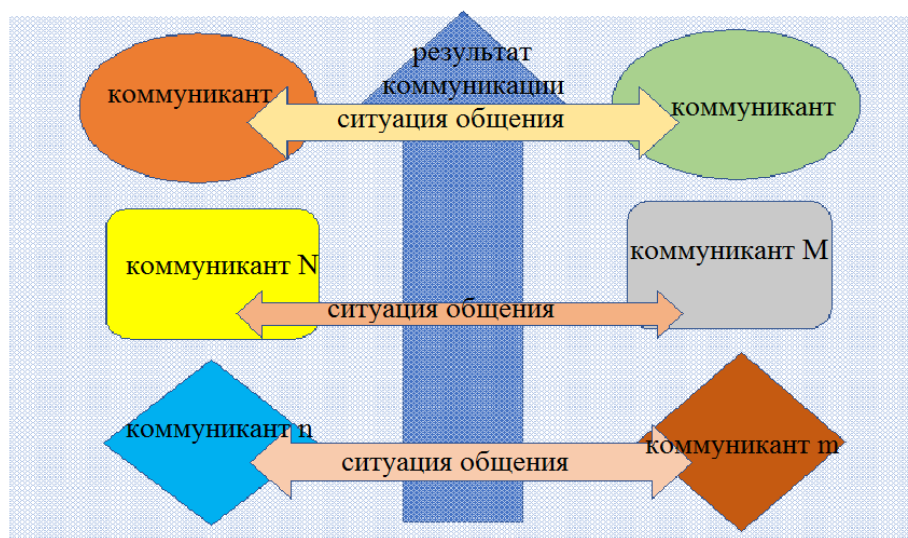 результат
коммуникации
коммуникант
ситуация общения
коммуникант
коммуникант N
коммуникант М
ситуация общения
коммуникант n
ситуация общения
коммуникант m